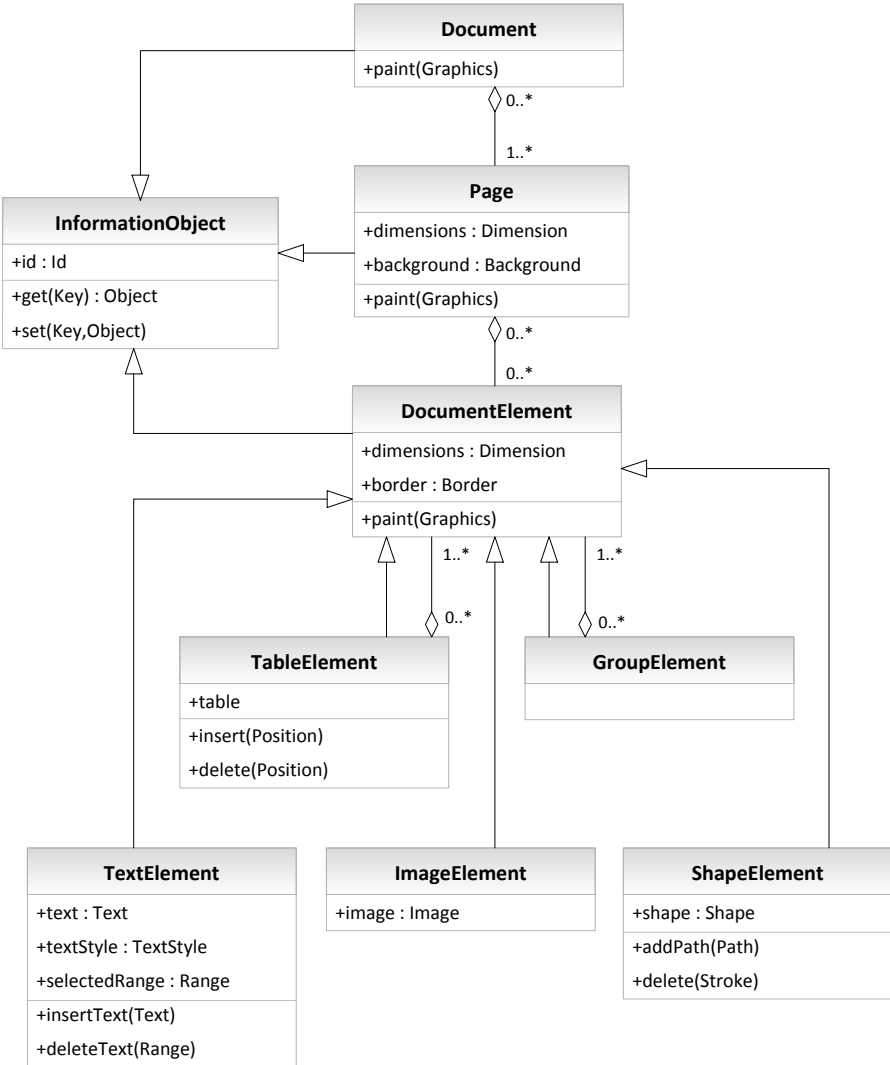 Document
+paint(Graphics)
0..*
1..*
Page
+dimensions : Dimension
+background : Background
+paint(Graphics)
InformationObject
+id : Id
+get(Key) : Object
+set(Key,Object)
0..*
0..*
DocumentElement
+dimensions : Dimension
+border : Border
+paint(Graphics)
1..*
1..*
0..*
0..*
TableElement
+table
+insert(Position)
+delete(Position)
GroupElement
TextElement
+text : Text
+textStyle : TextStyle
+selectedRange : Range
+insertText(Text)
+deleteText(Range)
ImageElement
+image : Image
ShapeElement
+shape : Shape
+addPath(Path)
+delete(Stroke)